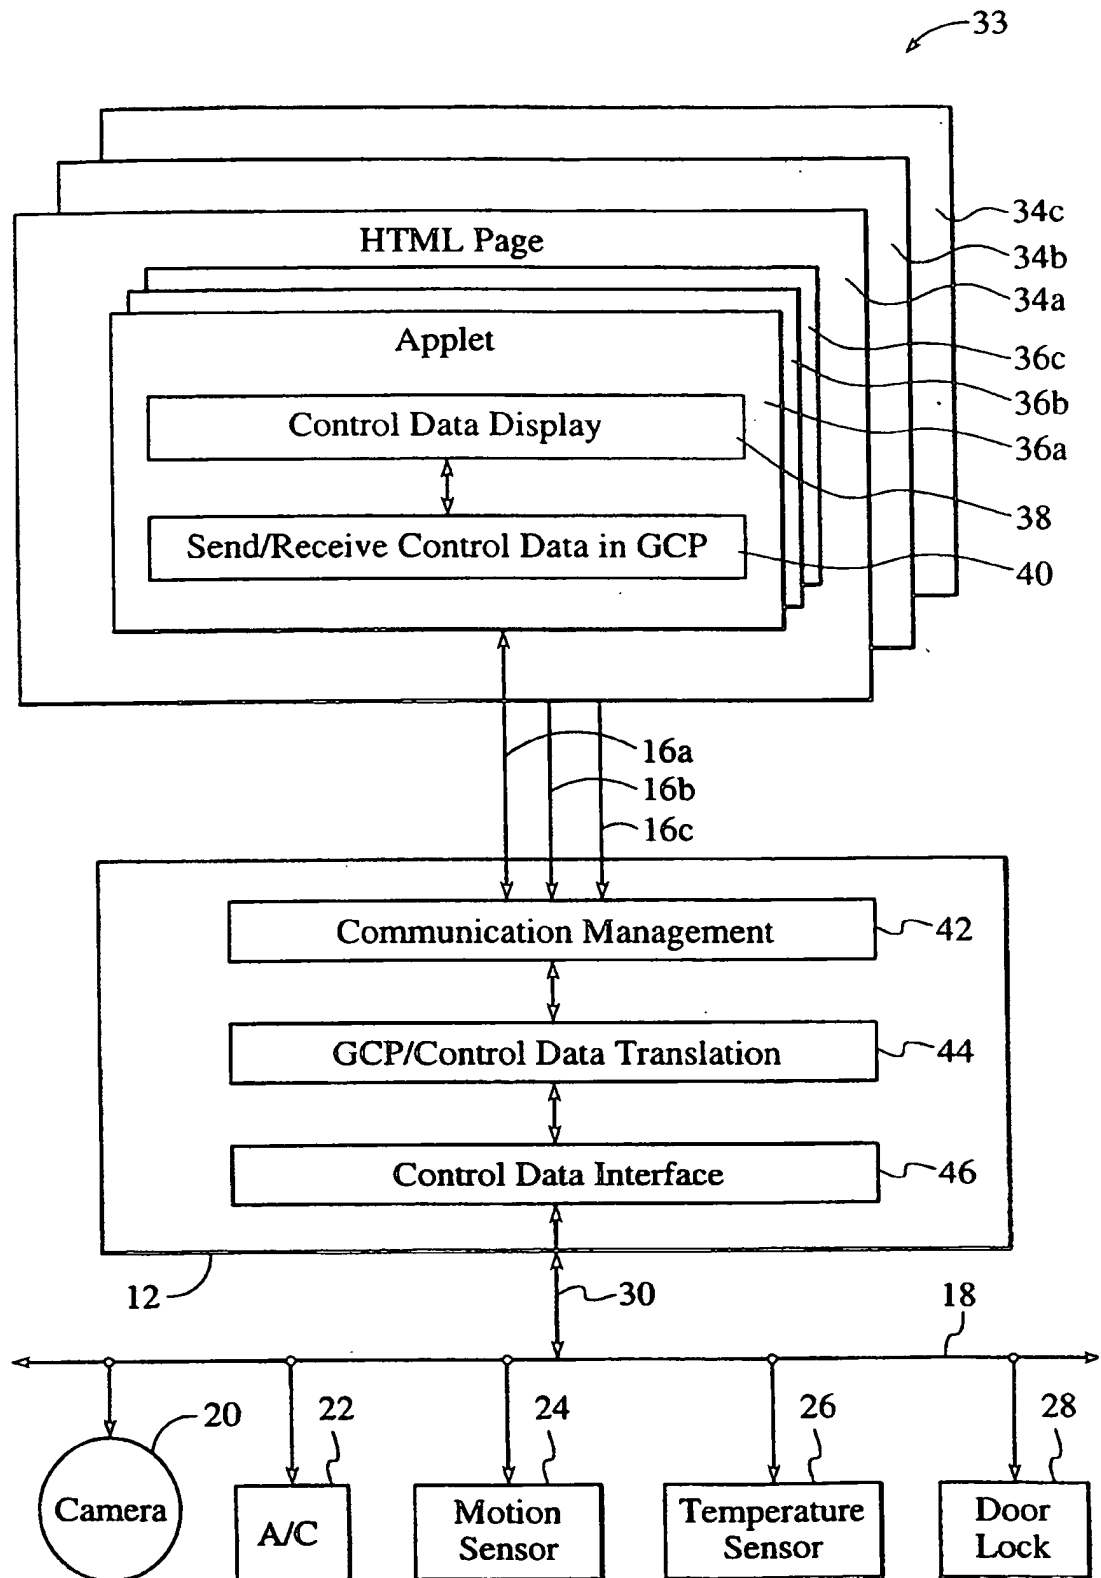 33
34c
HTML Page
34b
34a
Applet
36c
36b
Control Data Display
36a
38
Send/Receive Control Data in GCP
40
16a
16b
16c
Communication Management
42
GCP/Control Data Translation
44
Control Data Interface
46
12
30
18
20
22
24
26
28
Camera
A/C
Motion
Sensor
Temperature
Sensor
Door
Lock